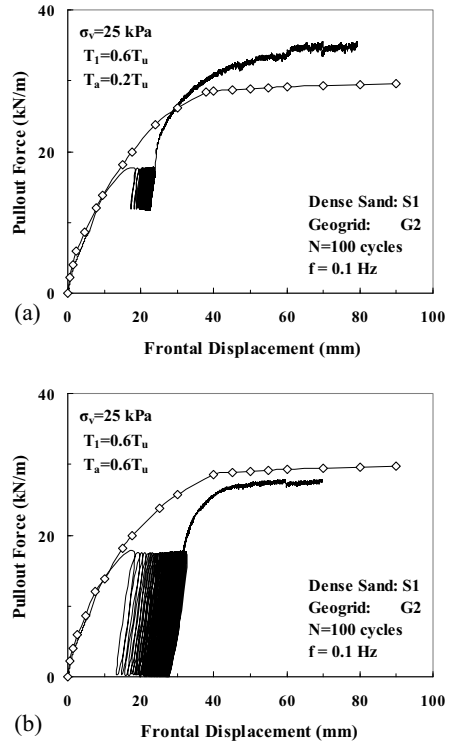 40
σv=25 kPa
T1=0.6Tu
Ta=0.2Tu
Pullout Force (kN/m)
20
Dense Sand: S1
Geogrid: G2
N=100 cycles
f = 0.1 Hz
0
(a)
0 20 40 60 80 100
Frontal Displacement (mm)
40
σv=25 kPa
T1=0.6Tu
Ta=0.6Tu
Pullout Force (kN/m)
20
Dense Sand: S1
Geogrid: G2
N=100 cycles
f = 0.1 Hz
0
(b)
0 20 40 60 80 100
Frontal Displacement (mm)